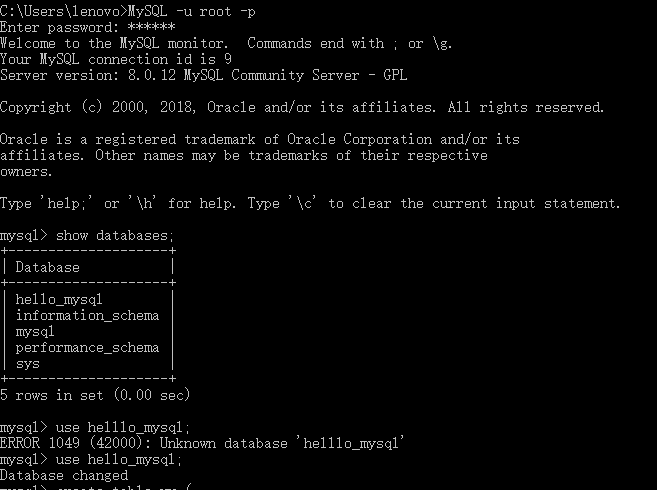 C:\Users\lenovo>MySQL -u root -p
Enter password: ******
Welcome to the MySQL monitor.  Commands end with ; or \g.
Your MySQL connection id is 9
Server version: 8.0.12 MySQL Community Server - GPL
Copyright (c) 2000, 2018, Oracle and/or its affiliates. All rights reserved.
Oracle is a registered trademark of Oracle Corporation and/or its
affiliates. Other names may be trademarks of their respective
owners.
Type 'help;' or '\h' for help. Type '\c' to clear the current input statement.
mysql> show databases;
+--------------------+
| Database           |
+--------------------+
| hello_mysql        |
| information_schema |
| mysql              |
| performance_schema |
| sys                |
+--------------------+
5 rows in set (0.00 sec)
mysql> use helllo_mysql;
ERROR 1049 (42000): Unknown database 'helllo_mysql'
mysql> use hello_mysql;
Database changed
mysql> create table